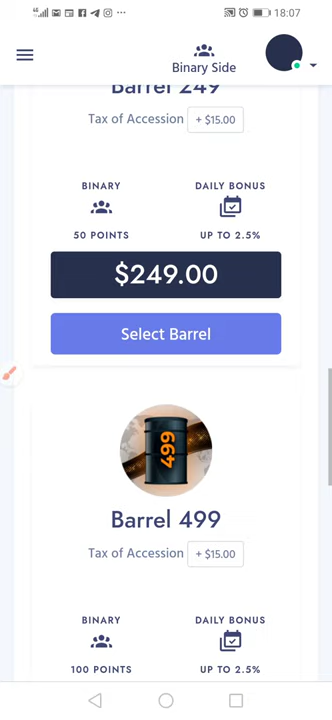 18:07
Binary Side
Barrel 249
Tax of Accession + $15.00
BINARY DAILY BONUS
50 POINTS UP TO 2.5%
$249.00
Select Barrel
499
Barrel 499
Tax of Accession + $15.00
BINARY DAILY BONUS
100 POINTS UP TO 2.5%